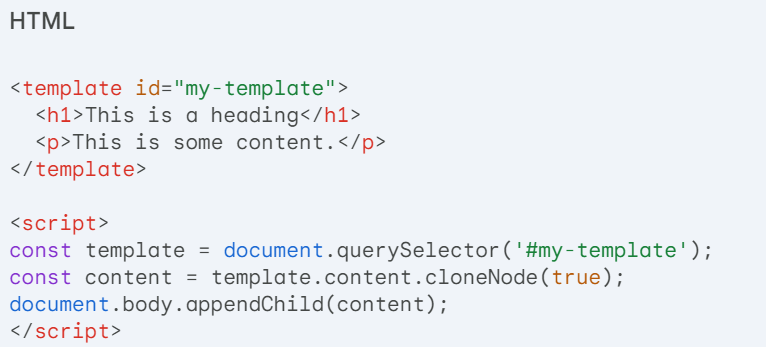 HTML
<template id="my-template">
  <h1>This is a heading</h1>
  <p>This is some content.</p>
</template>
<script>
const template = document.querySelector('#my-template');
const content = template.content.cloneNode(true);
document.body.appendChild(content);
</script>